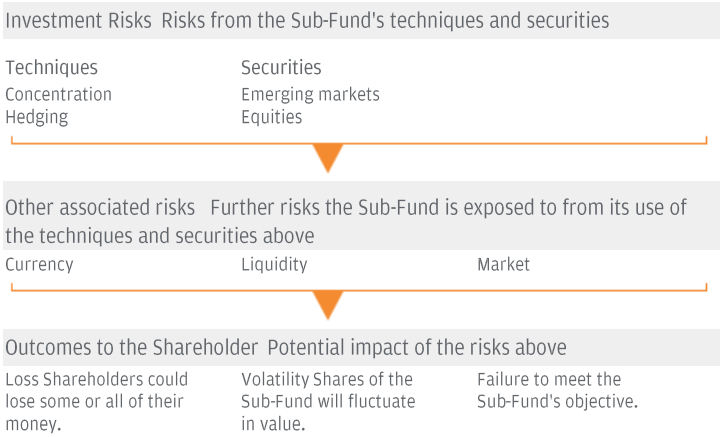 Investment Risks Risks from the Sub-Fund's techniques and securities
Techniques
Concentration
Hedging
Securities
Emerging markets
Equities
Other associated risks Further risks the Sub-Fund is exposed to from its use of
the techniques and securities above
Currency
Liquidity
Market
Outcomes to the Shareholder Potential impact of the risks above
Loss Shareholders could
lose some or all of their
money.
Volatility Shares of the
Sub-Fund will fluctuate
in value.
Failure to meet the
Sub-Fund's objective.